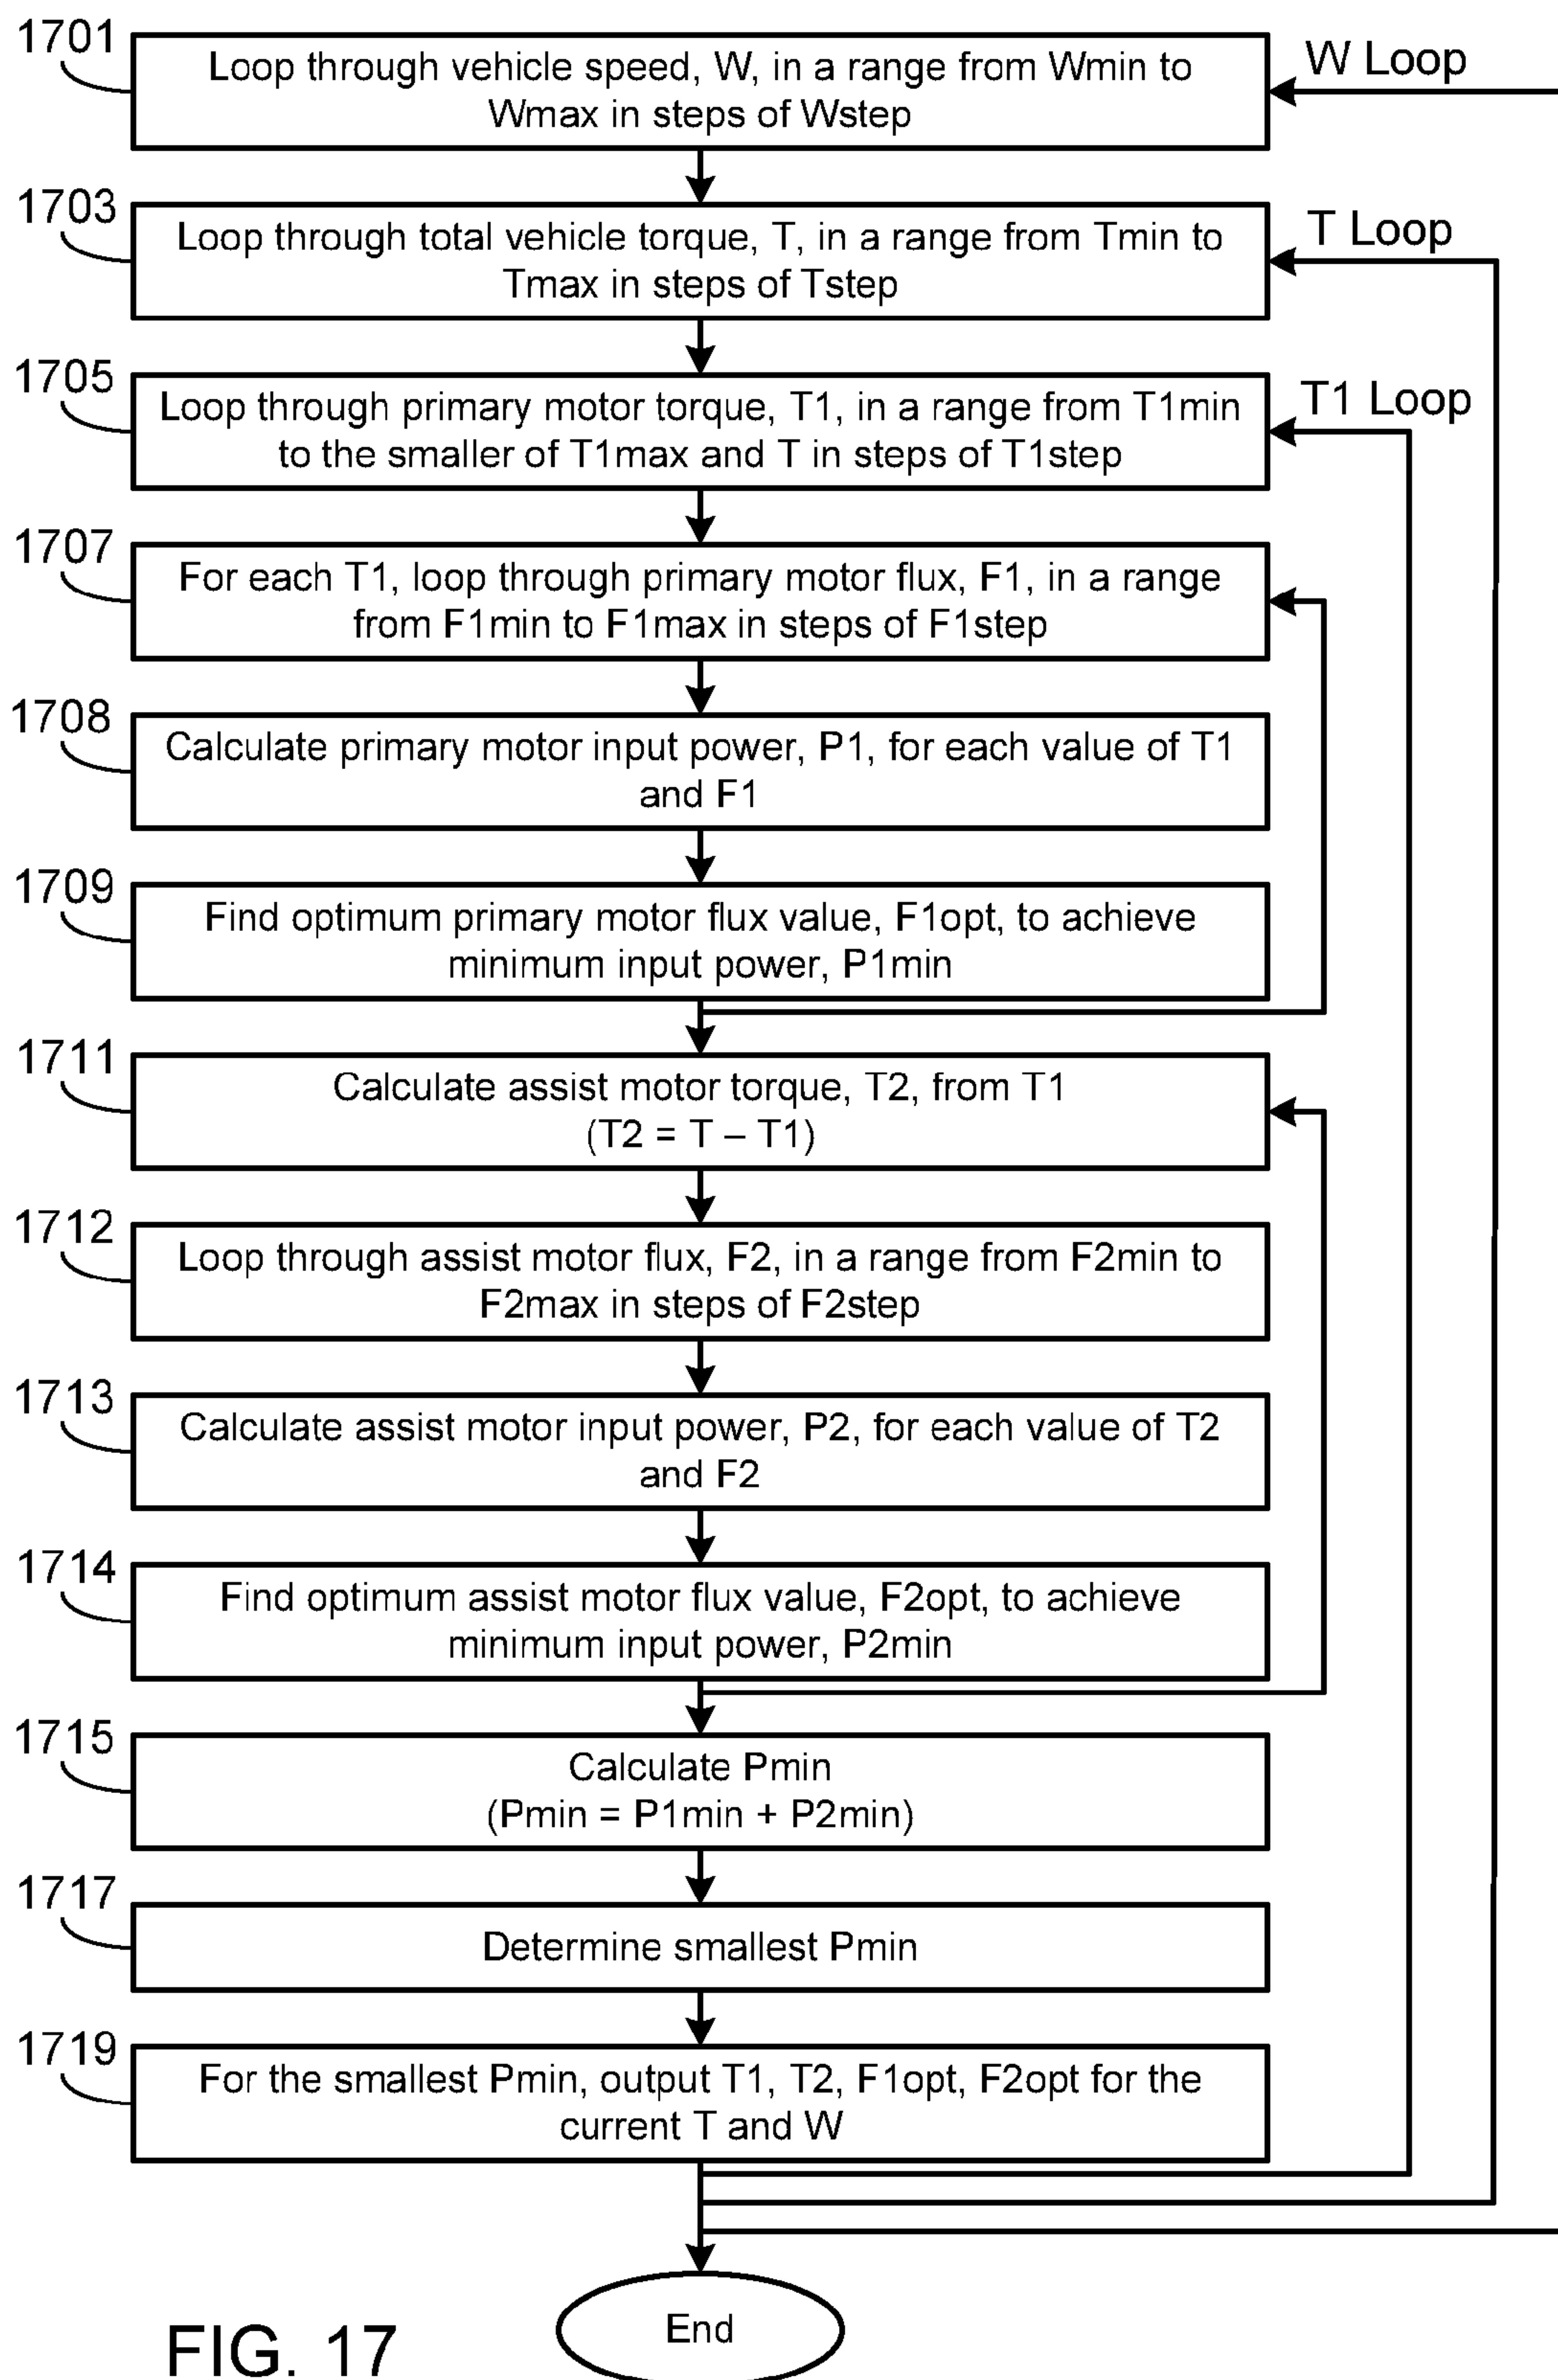 1701
Loop through vehicle speed, W, in a range from Wmin to
Wmax in steps of Wstep
W Loop
1703
Loop through total vehicle torque, T, in a range from Tmin to
Tmax in steps of Tstep
T Loop
1705
Loop through primary motor torque, T1, in a range from T1min
to the smaller of T1max and T in steps of T1step
T1 Loop
1707
For each T1, loop through primary motor flux, F1, in a range
from F1min to F1max in steps of F1step
1708
Calculate primary motor input power, P1, for each value of T1
and F1
1709
Find optimum primary motor flux value, F1opt, to achieve
minimum input power, P1min
1711
Calculate assist motor torque, T2, from T1
(T2 = T – T1)
1712
Loop through assist motor flux, F2, in a range from F2min to
F2max in steps of F2step
1713
Calculate assist motor input power, P2, for each value of T2
and F2
1714
Find optimum assist motor flux value, F2opt, to achieve
minimum input power, P2min
1715
Calculate Pmin
(Pmin = P1min + P2min)
1717
Determine smallest Pmin
1719
For the smallest Pmin, output T1, T2, F1opt, F2opt for the
current T and W
End
FIG. 17